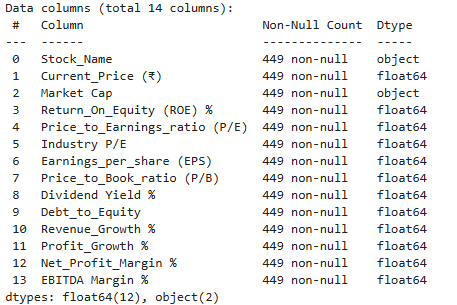 Data columns (total 14 columns):
 #   Column                        Non-Null Count  Dtype
---  ------                        --------------  -----
 0   Stock_Name                    449 non-null    object
 1   Current_Price (₹)             449 non-null    float64
 2   Market Cap                    449 non-null    object
 3   Return_On_Equity (ROE) %      449 non-null    float64
 4   Price_to_Earnings_ratio (P/E) 449 non-null    float64
 5   Industry P/E                  449 non-null    float64
 6   Earnings_per_share (EPS)      449 non-null    float64
 7   Price_to_Book_ratio (P/B)     449 non-null    float64
 8   Dividend Yield %              449 non-null    float64
 9   Debt_to_Equity                449 non-null    float64
 10  Revenue_Growth %              449 non-null    float64
 11  Profit_Growth %               449 non-null    float64
 12  Net_Profit_Margin %           449 non-null    float64
 13  EBITDA Margin %               449 non-null    float64
dtypes: float64(12), object(2)